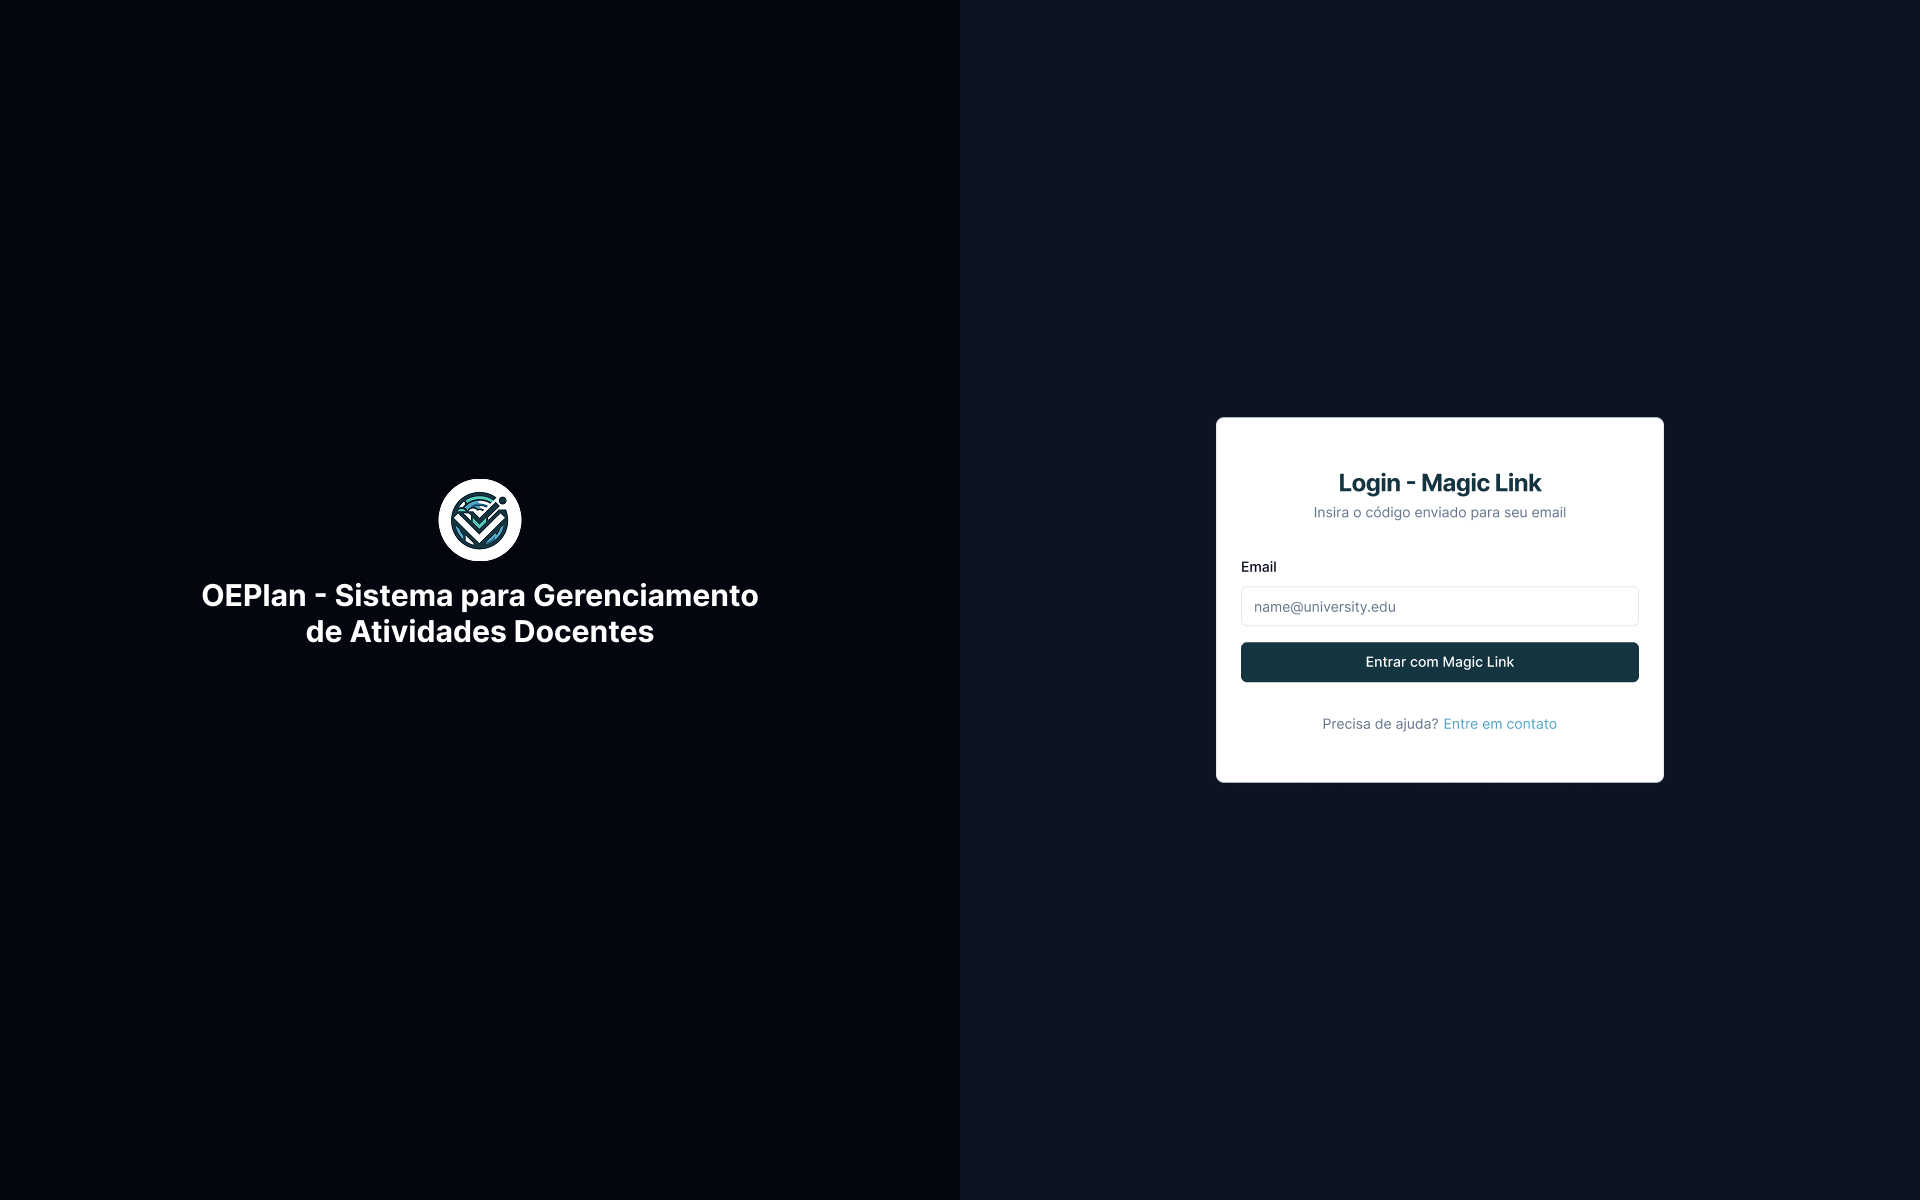 OEPlan - Sistema para Gerenciamento
de Atividades Docentes
Login - Magic Link
Insira o código enviado para seu email
Email
name@university.edu
Entrar com Magic Link
Precisa de ajuda? Entre em contato